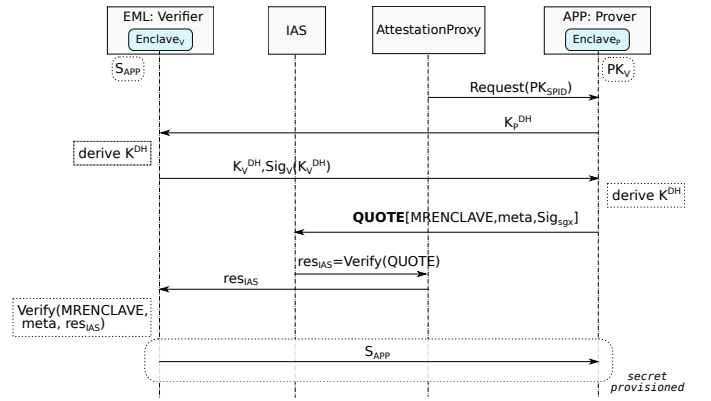 EML: Verifier
Enclave_V
IAS
AttestationProxy
APP: Prover
Enclave_P
S_APP
PK_V
Request(PK_SPID)
K_P^DH
derive K^DH
K_V^DH,Sig_V(K_V^DH)
derive K^DH
QUOTE[MRENCLAVE,meta,Sig_sgx]
res_IAS=Verify(QUOTE)
res_IAS
Verify(MRENCLAVE,
meta, res_IAS)
S_APP
secret
provisioned